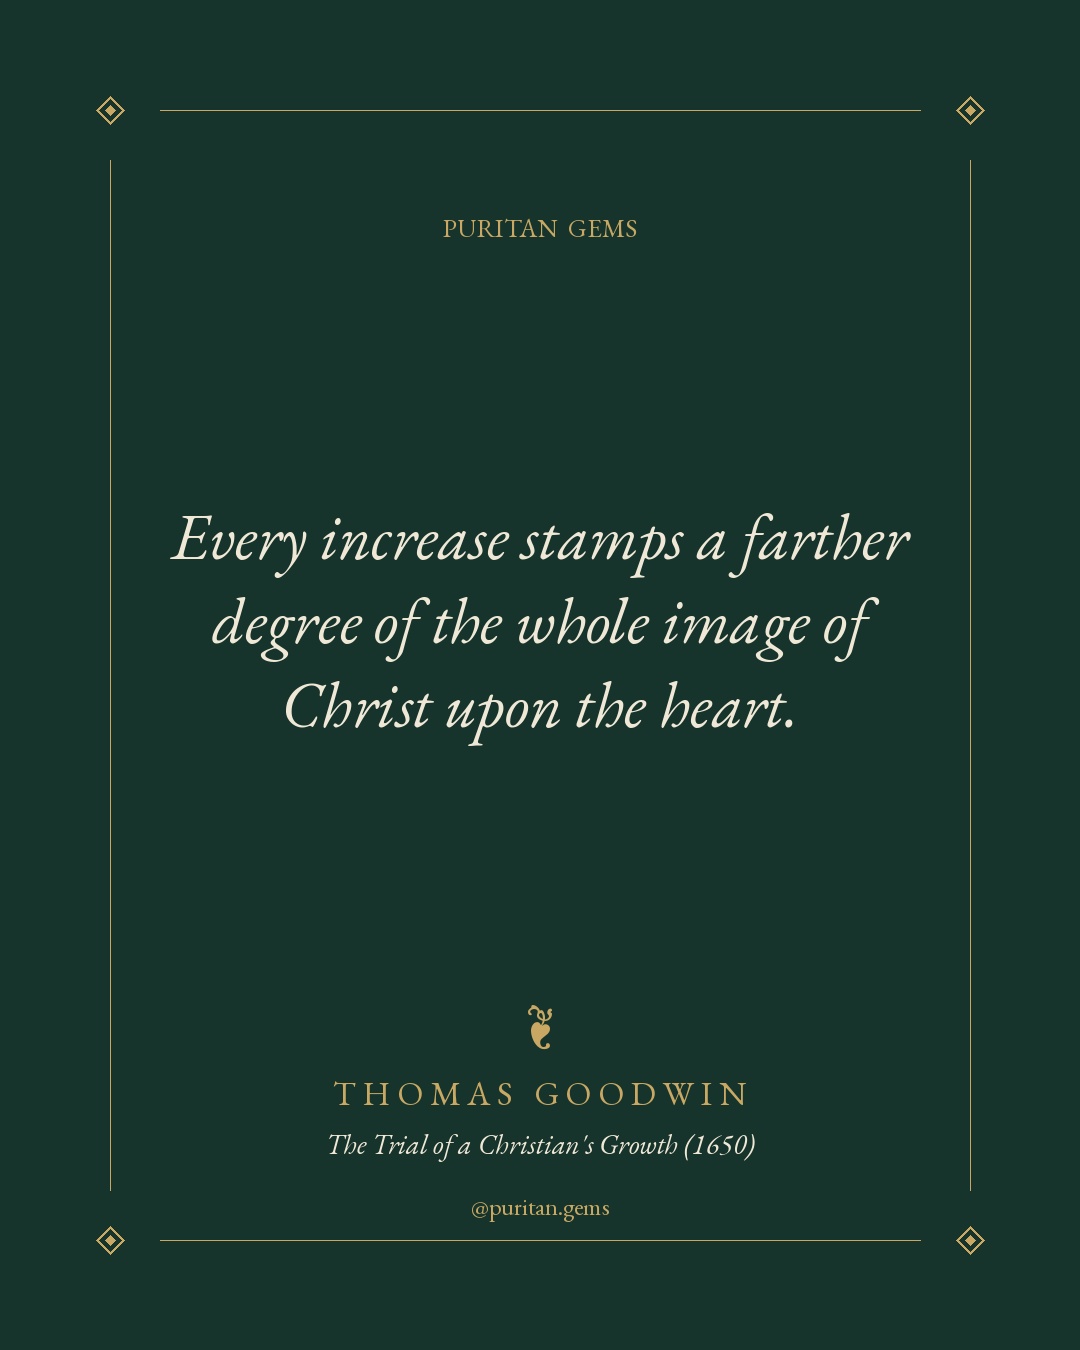 PURITAN GEMS
Every increase stamps a farther
degree of the whole image of
Christ upon the heart.
THOMAS GOODWIN
The Trial of a Christian's Growth (1650)
@puritan.gems